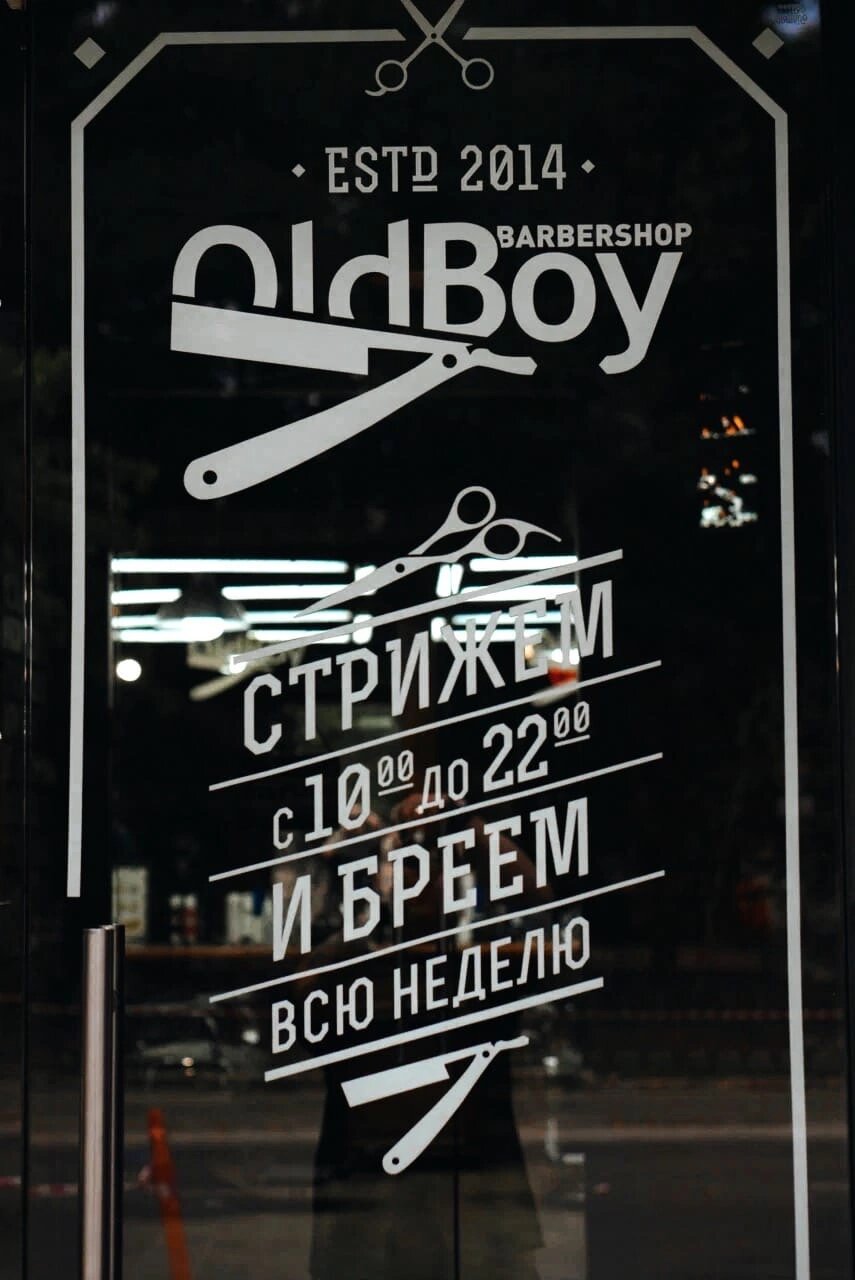 ESTD 2014
BARBERSHOP
OldBoy
СТРИЖЕМ
С 10⁰⁰ ДО 22⁰⁰
И БРЕЕМ
ВСЮ НЕДЕЛЮ